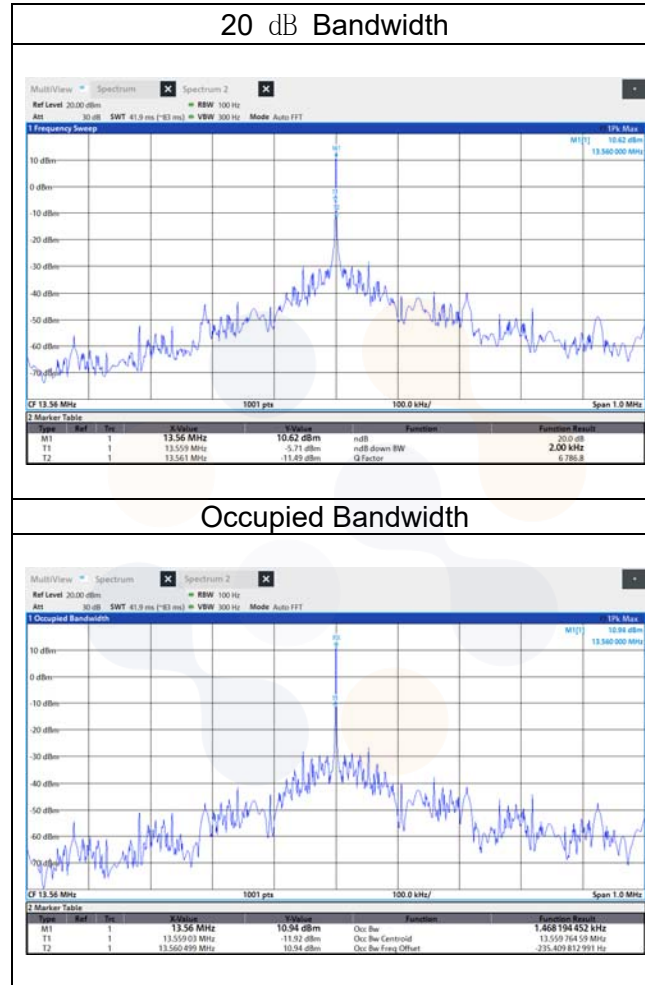 20 dB Bandwidth
MultiView Spectrum Spectrum 2
Ref Level 20.00 dBm RBW 100 Hz
Att 30 dB SWT 41.9 ms (~83 ms) VBW 300 Hz Mode Auto FFT
1 Frequency Sweep 1Pk Max
M1[1] 10.62 dBm
13.560 000 MHz
M1
10 dBm
0 dBm
-10 dBm
-20 dBm
-30 dBm
-40 dBm
-50 dBm
-60 dBm
-70 dBm
CF 13.56 MHz 1001 pts 100.0 kHz/ Span 1.0 MHz
2 Marker Table
Type Ref Trc X-Value Y-Value Function Function Result
M1 1 13.56 MHz 10.62 dBm ndB 20.0 dB
T1 1 13.559 MHz -5.71 dBm ndB down BW 2.00 kHz
T2 1 13.561 MHz -11.49 dBm Q Factor 6 786.8
Occupied Bandwidth
MultiView Spectrum Spectrum 2
Ref Level 20.00 dBm RBW 100 Hz
Att 30 dB SWT 41.9 ms (~83 ms) VBW 300 Hz Mode Auto FFT
1 Occupied Bandwidth 1Pk Max
M1[1] 10.94 dBm
13.560 000 MHz
10 dBm
0 dBm
-10 dBm
-20 dBm
-30 dBm
-40 dBm
-50 dBm
-60 dBm
-70 dBm
CF 13.56 MHz 1001 pts 100.0 kHz/ Span 1.0 MHz
2 Marker Table
Type Ref Trc X-Value Y-Value Function Function Result
M1 1 13.56 MHz 10.94 dBm Occ Bw 1.468 194 452 kHz
T1 1 13.559 03 MHz -11.92 dBm Occ Bw Centroid 13.559 764 59 MHz
T2 1 13.560 499 MHz 10.94 dBm Occ Bw Freq Offset -235.409 812 991 Hz